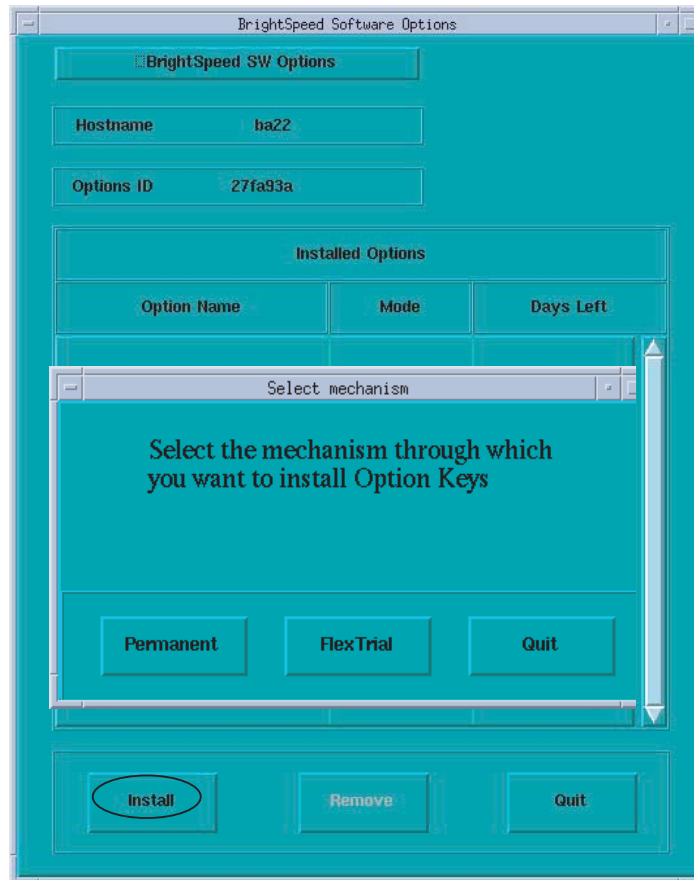 BrightSpeed Software Options
BrightSpeed SW Options
Hostname ba22
Options ID 27fa93a
Installed Options
Option Name Mode Days Left
Select mechanism
Select the mechanism through which
you want to install Option Keys
Permanent FlexTrial Quit
Install Remove Quit